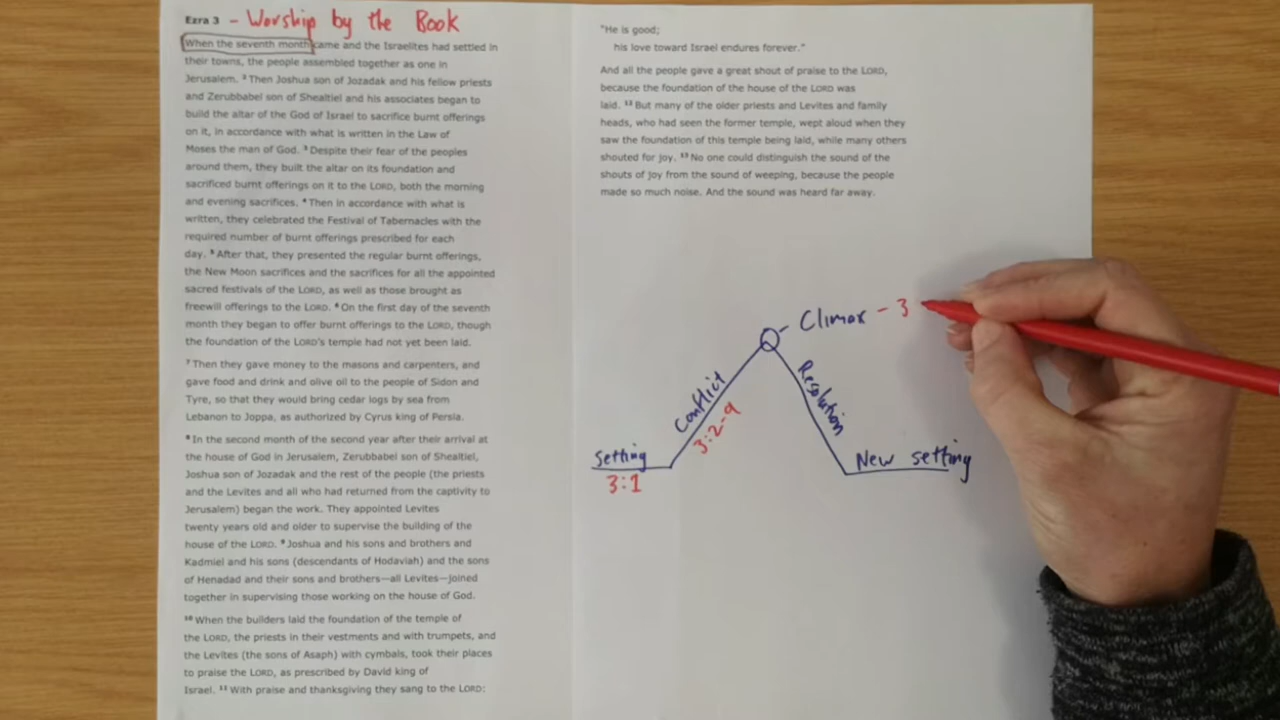 Ezra 3 - Worship by the Book
When the seventh month came and the Israelites had settled in
their towns, the people assembled together as one in
Jerusalem. 2 Then Joshua son of Jozadak and his fellow priests
and Zerubbabel son of Shealtiel and his associates began to
build the altar of the God of Israel to sacrifice burnt offerings
on it, in accordance with what is written in the Law of
Moses the man of God. 3 Despite their fear of the peoples
around them, they built the altar on its foundation and
sacrificed burnt offerings on it to the LORD, both the morning
and evening sacrifices. 4 Then in accordance with what is
written, they celebrated the Festival of Tabernacles with the
required number of burnt offerings prescribed for each
day. 5 After that, they presented the regular burnt offerings,
the New Moon sacrifices and the sacrifices for all the appointed
sacred festivals of the LORD, as well as those brought as
freewill offerings to the LORD. 6 On the first day of the seventh
month they began to offer burnt offerings to the LORD, though
the foundation of the LORD's temple had not yet been laid.
7 Then they gave money to the masons and carpenters, and
gave food and drink and olive oil to the people of Sidon and
Tyre, so that they would bring cedar logs by sea from
Lebanon to Joppa, as authorized by Cyrus king of Persia.
8 In the second month of the second year after their arrival at
the house of God in Jerusalem, Zerubbabel son of Shealtiel,
Joshua son of Jozadak and the rest of the people (the priests
and the Levites and all who had returned from the captivity to
Jerusalem) began the work. They appointed Levites
twenty years old and older to supervise the building of the
house of the LORD. 9 Joshua and his sons and brothers and
Kadmiel and his sons (descendants of Hodaviah) and the sons
of Henadad and their sons and brothers—all Levites—joined
together in supervising those working on the house of God.
10 When the builders laid the foundation of the temple of
the LORD, the priests in their vestments and with trumpets, and
the Levites (the sons of Asaph) with cymbals, took their places
to praise the LORD, as prescribed by David king of
Israel. 11 With praise and thanksgiving they sang to the LORD:
"He is good;
his love toward Israel endures forever."
And all the people gave a great shout of praise to the LORD,
because the foundation of the house of the LORD was
laid. 12 But many of the older priests and Levites and family
heads, who had seen the former temple, wept aloud when they
saw the foundation of this temple being laid, while many others
shouted for joy. 13 No one could distinguish the sound of the
shouts of joy from the sound of weeping, because the people
made so much noise. And the sound was heard far away.
Climax - 3
Conflict
3:2-9
Resolution
Setting
3:1
New setting